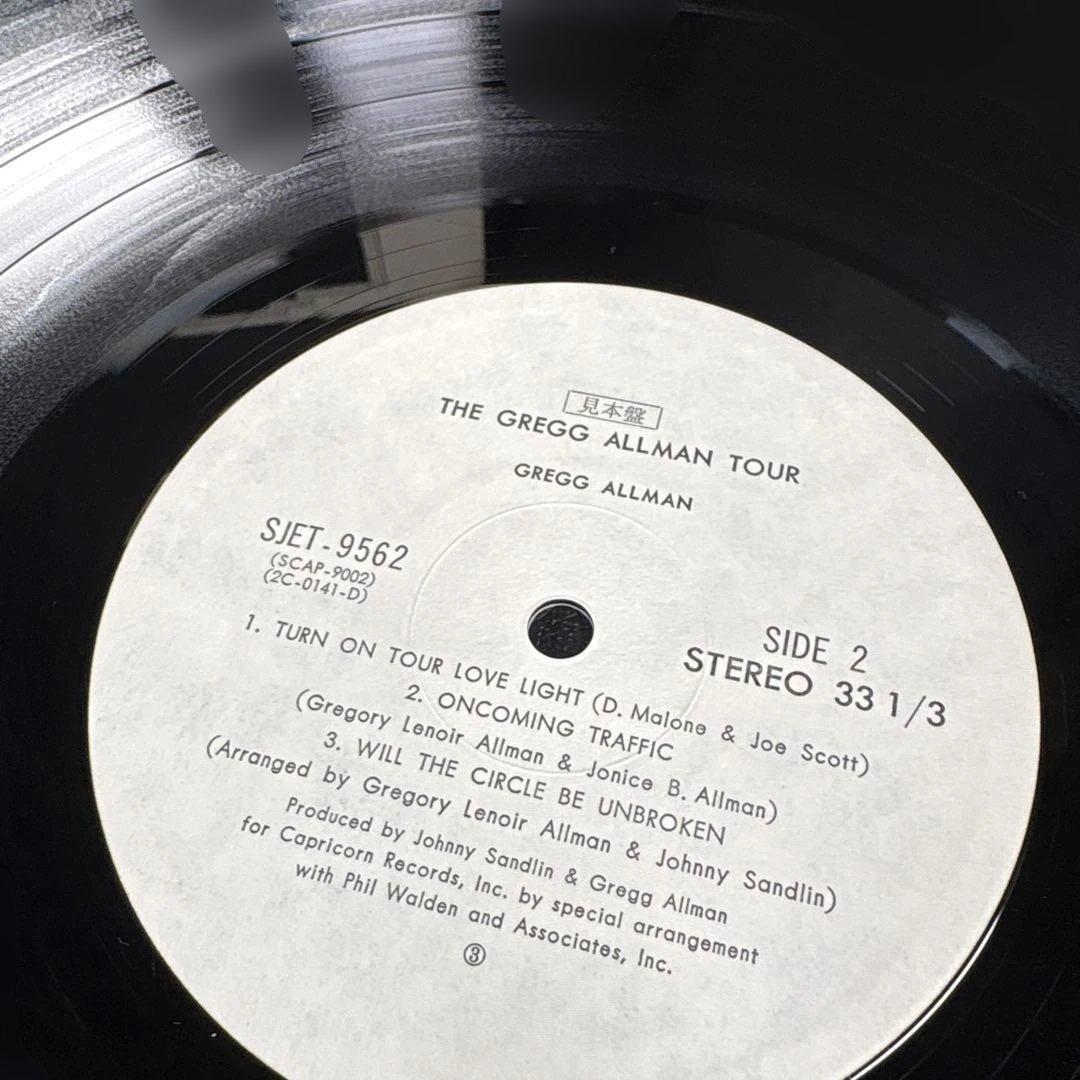 見本盤
THE GREGG ALLMAN TOUR
GREGG ALLMAN
SJET-9562
(SCAP-9002)
(2C-0141-D)
SIDE 2
STEREO 33 1/3
1. TURN ON TOUR LOVE LIGHT (D. Malone & Joe Scott)
2. ONCOMING TRAFFIC
(Gregory Lenoir Allman & Jonice B. Allman)
3. WILL THE CIRCLE BE UNBROKEN
(Arranged by Gregory Lenoir Allman & Johnny Sandlin)
Produced by Johnny Sandlin & Gregg Allman
for Capricorn Records, Inc. by special arrangement
with Phil Walden and Associates, Inc.
③